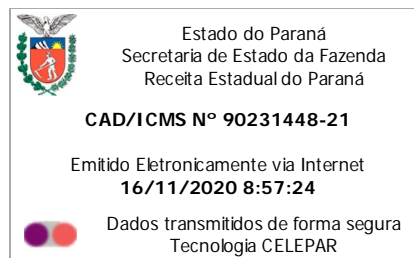 Estado do Paraná
Secretaria de Estado da Fazenda
Receita Estadual do Paraná
CAD/ICMS Nº 90231448-21
Emitido Eletronicamente via Internet
16/11/2020 8:57:24
Dados transmitidos de forma segura
Tecnologia CELEPAR